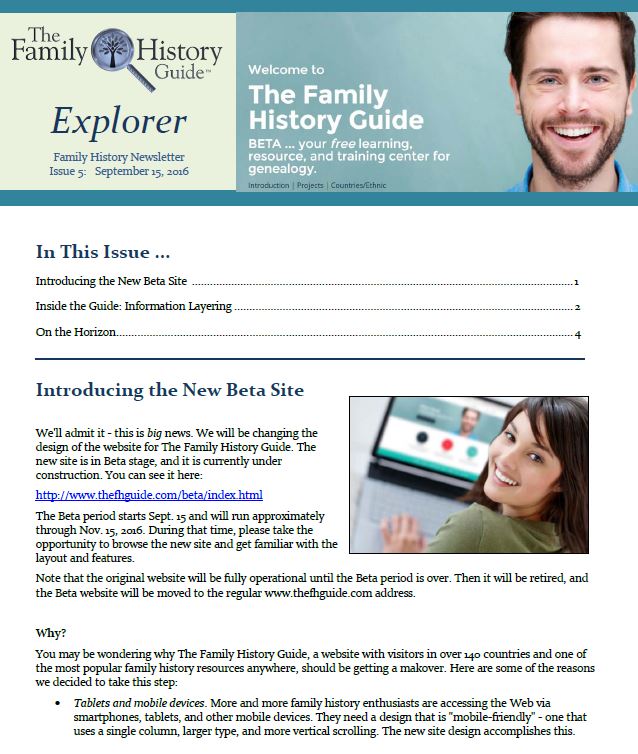 The
Family History
Guide™
Explorer
Family History Newsletter
Issue 5: September 15, 2016
Welcome to
The Family
History Guide
BETA ... your free learning,
resource, and training center for
genealogy.
Introduction | Projects | Countries/Ethnic
In This Issue ...
Introducing the New Beta Site ........................................................................................................................1
Inside the Guide: Information Layering ...........................................................................................................2
On the Horizon................................................................................................................................................4
Introducing the New Beta Site
We'll admit it - this is big news. We will be changing the
design of the website for The Family History Guide. The
new site is in Beta stage, and it is currently under
construction. You can see it here:
http://www.thefhguide.com/beta/index.html
The Beta period starts Sept. 15 and will run approximately
through Nov. 15, 2016. During that time, please take the
opportunity to browse the new site and get familiar with the
layout and features.
Note that the original website will be fully operational until the Beta period is over. Then it will be retired, and
the Beta website will be moved to the regular www.thefhguide.com address.
Why?
You may be wondering why The Family History Guide, a website with visitors in over 140 countries and one of
the most popular family history resources anywhere, should be getting a makover. Here are some of the reasons
we decided to take this step:
• Tablets and mobile devices. More and more family history enthusiasts are accessing the Web via
smartphones, tablets, and other mobile devices. They need a design that is "mobile-friendly" - one that
uses a single column, larger type, and more vertical scrolling. The new site design accomplishes this.